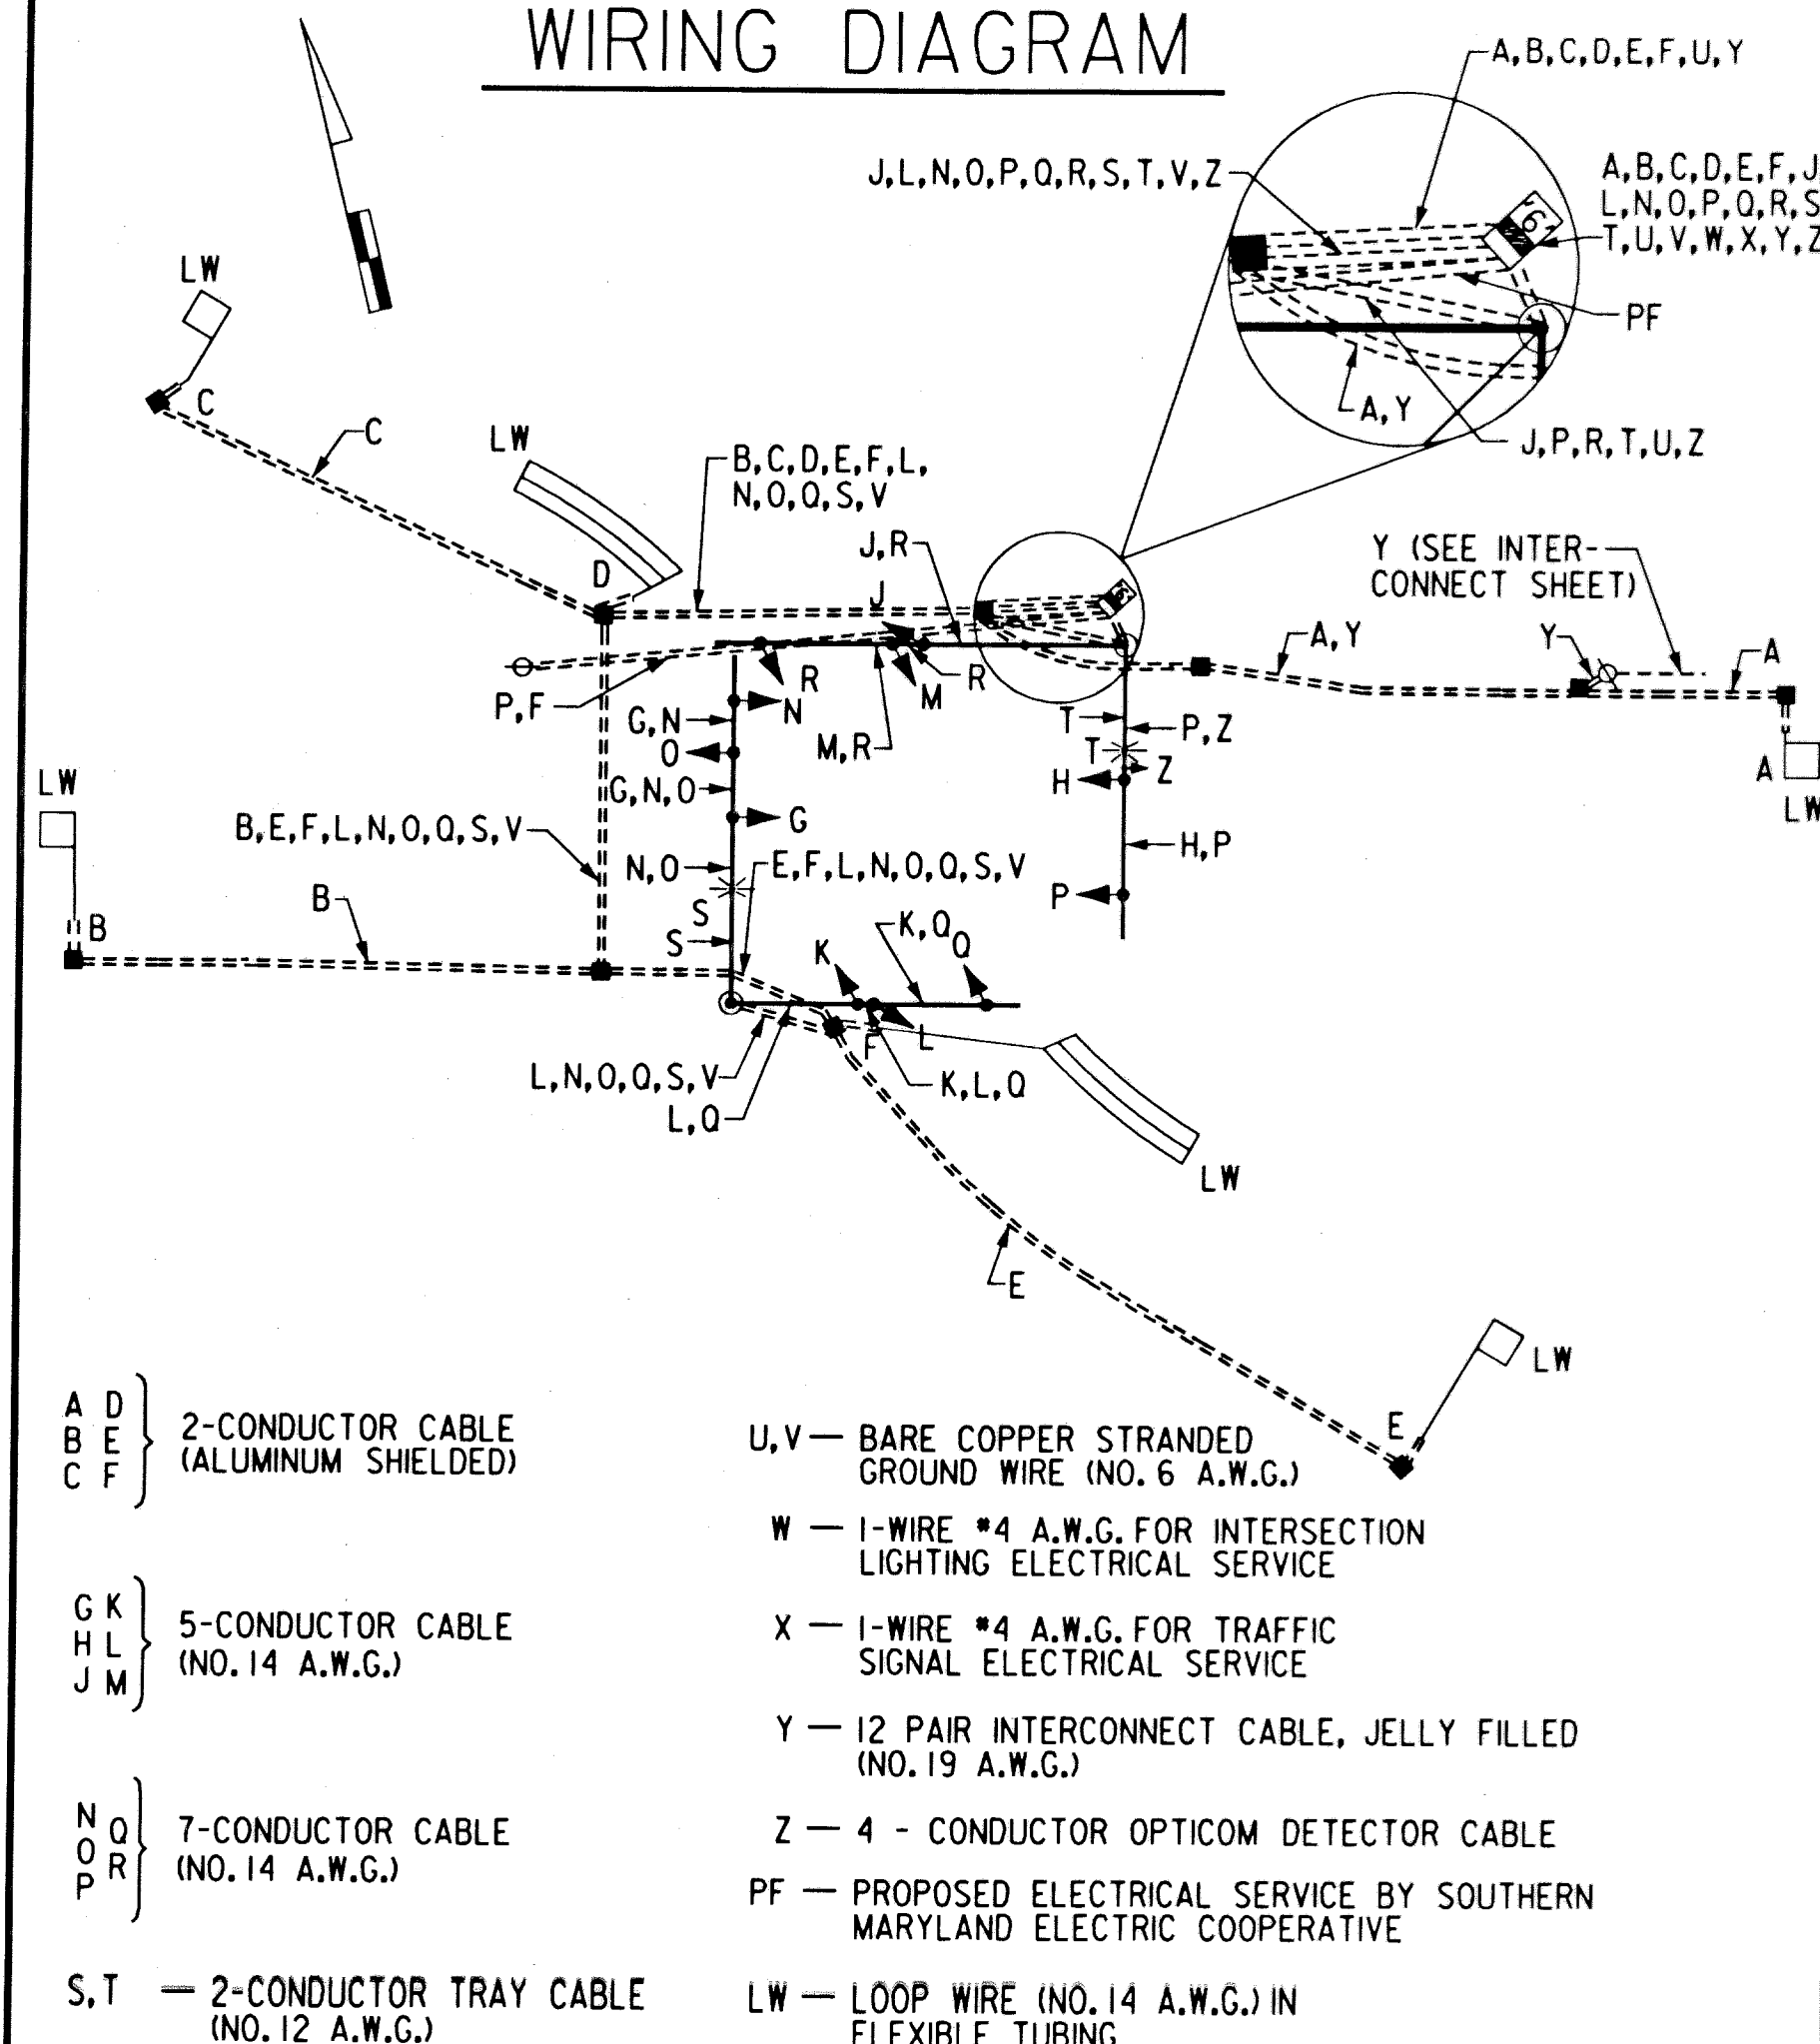 WIRING DIAGRAM
A,B,C,D,E,F,U,Y
J,L,N,O,P,Q,R,S,T,V,Z
A,B,C,D,E,F,J,
L,N,O,P,Q,R,S
T,U,V,W,X,Y,Z
PF
A,Y
J,P,R,T,U,Z
LW
C
C
LW
B,C,D,E,F,L,
N,O,Q,S,V
D
J,R
J
Y (SEE INTER-
CONNECT SHEET)
A,Y
Y
A
R
R
M
P,F
N
G,N
O
M,R
T
P,Z
T
Z
H
A
LW
LW
G,N,O
G
B,E,F,L,N,O,Q,S,V
H,P
N,O
E,F,L,N,O,Q,S,V
P
B
B
S
S
K
K,Q
Q
F
L
L,N,O,Q,S,V
K,L,Q
L,Q
LW
E
LW
E
A D
B E
C F
2-CONDUCTOR CABLE
(ALUMINUM SHIELDED)
G K
H L
J M
5-CONDUCTOR CABLE
(NO. 14 A.W.G.)
N Q
O R
P
7-CONDUCTOR CABLE
(NO. 14 A.W.G.)
S,T — 2-CONDUCTOR TRAY CABLE
(NO. 12 A.W.G.)
U,V — BARE COPPER STRANDED
GROUND WIRE (NO. 6 A.W.G.)
W — 1-WIRE #4 A.W.G. FOR INTERSECTION
LIGHTING ELECTRICAL SERVICE
X — 1-WIRE #4 A.W.G. FOR TRAFFIC
SIGNAL ELECTRICAL SERVICE
Y — 12 PAIR INTERCONNECT CABLE, JELLY FILLED
(NO. 19 A.W.G.)
Z — 4 - CONDUCTOR OPTICOM DETECTOR CABLE
PF — PROPOSED ELECTRICAL SERVICE BY SOUTHERN
MARYLAND ELECTRIC COOPERATIVE
LW — LOOP WIRE (NO. 14 A.W.G.) IN
FLEXIBLE TUBING